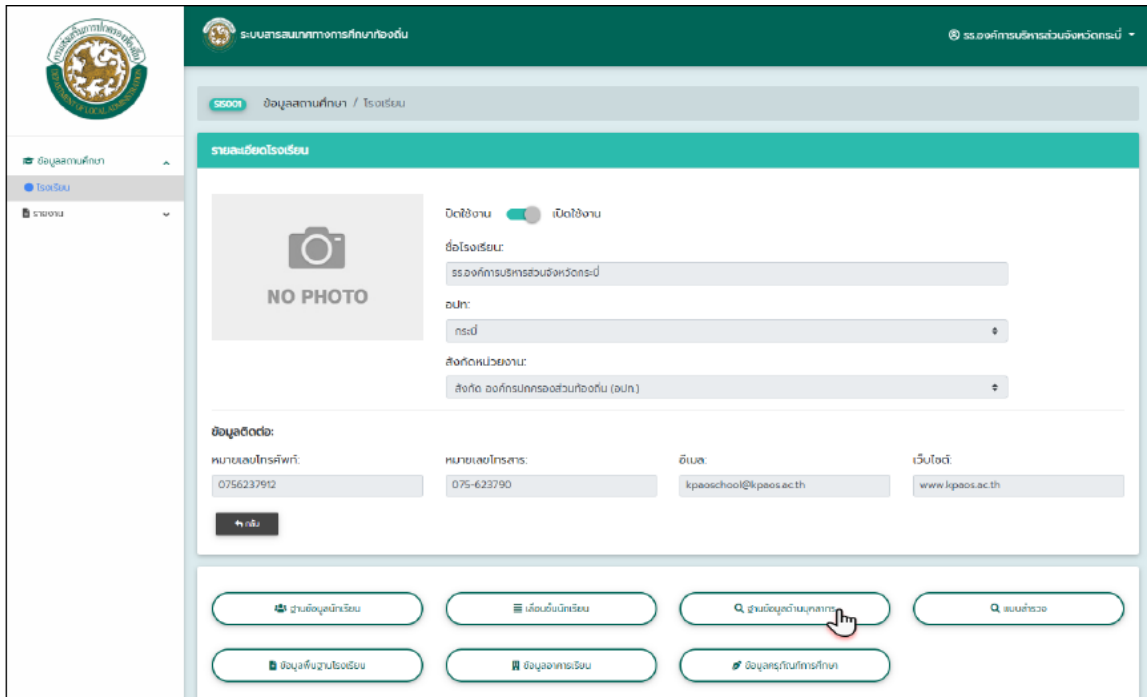 ระบบสารสนเทศทางการศึกษาท้องถิ่น
รร.องค์การบริหารส่วนจังหวัดกระบี่
SIS001 ข้อมูลสถานศึกษา / โรงเรียน
ข้อมูลสถานศึกษา
โรงเรียน
รายงาน
รายละเอียดโรงเรียน
NO PHOTO
ปิดใช้งาน เปิดใช้งาน
ชื่อโรงเรียน:
รร.องค์การบริหารส่วนจังหวัดกระบี่
อปท:
กระบี่
สังกัดหน่วยงาน:
สังกัด องค์กรปกครองส่วนท้องถิ่น (อปท.)
ข้อมูลติดต่อ:
หมายเลขโทรศัพท์: หมายเลขโทรสาร: อีเมล: เว็บไซต์:
0756237912 075-623790 kpaoschool@kpaos.ac.th www.kpaos.ac.th
กลับ
ฐานข้อมูลนักเรียน เลื่อนชั้นนักเรียน ฐานข้อมูลด้านบุคลากร แบบสำรวจ
ข้อมูลพื้นฐานโรงเรียน ข้อมูลอาคารเรียน ข้อมูลครุภัณฑ์การศึกษา